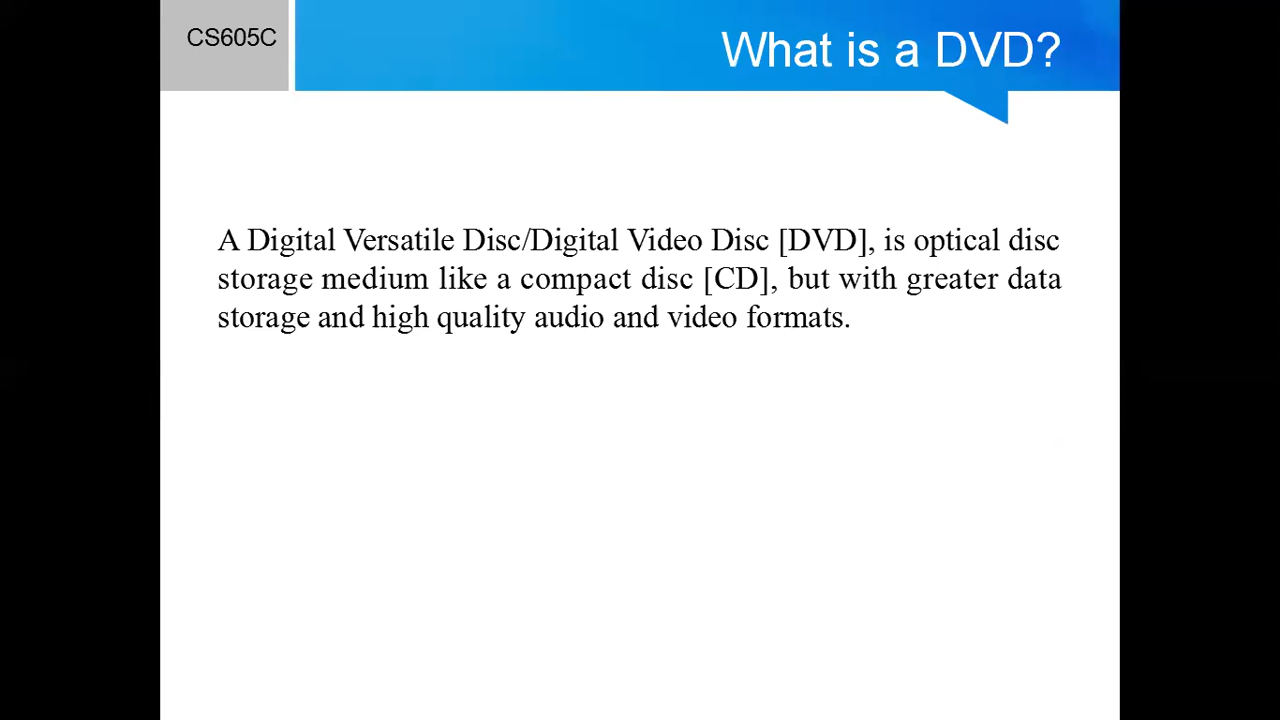 CS605C
What is a DVD?
A Digital Versatile Disc/Digital Video Disc [DVD], is optical disc
storage medium like a compact disc [CD], but with greater data
storage and high quality audio and video formats.